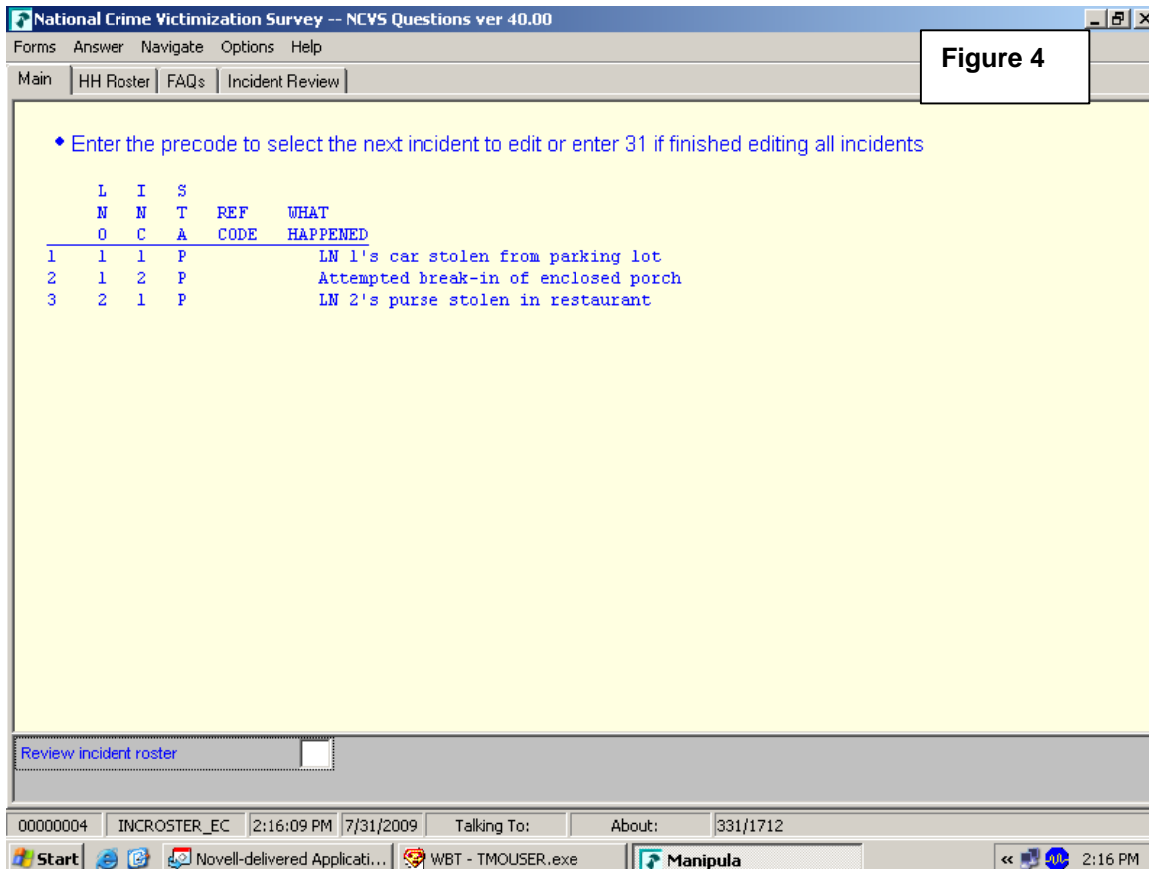 National Crime Victimization Survey -- NCVS Questions ver 40.00
Forms Answer Navigate Options Help
Figure 4
Main HH Roster FAQs Incident Review
Enter the precode to select the next incident to edit or enter 31 if finished editing all incidents
L I S
N N T REF WHAT
O C A CODE HAPPENED
1 1 1 P LN 1's car stolen from parking lot
2 1 2 P Attempted break-in of enclosed porch
3 2 1 P LN 2's purse stolen in restaurant
Review incident roster
00000004 INCROSTER_EC 2:16:09 PM 7/31/2009 Talking To: About: 331/1712
Start Novell-delivered Applicati... WBT - TMOUSER.exe Manipula « 2:16 PM